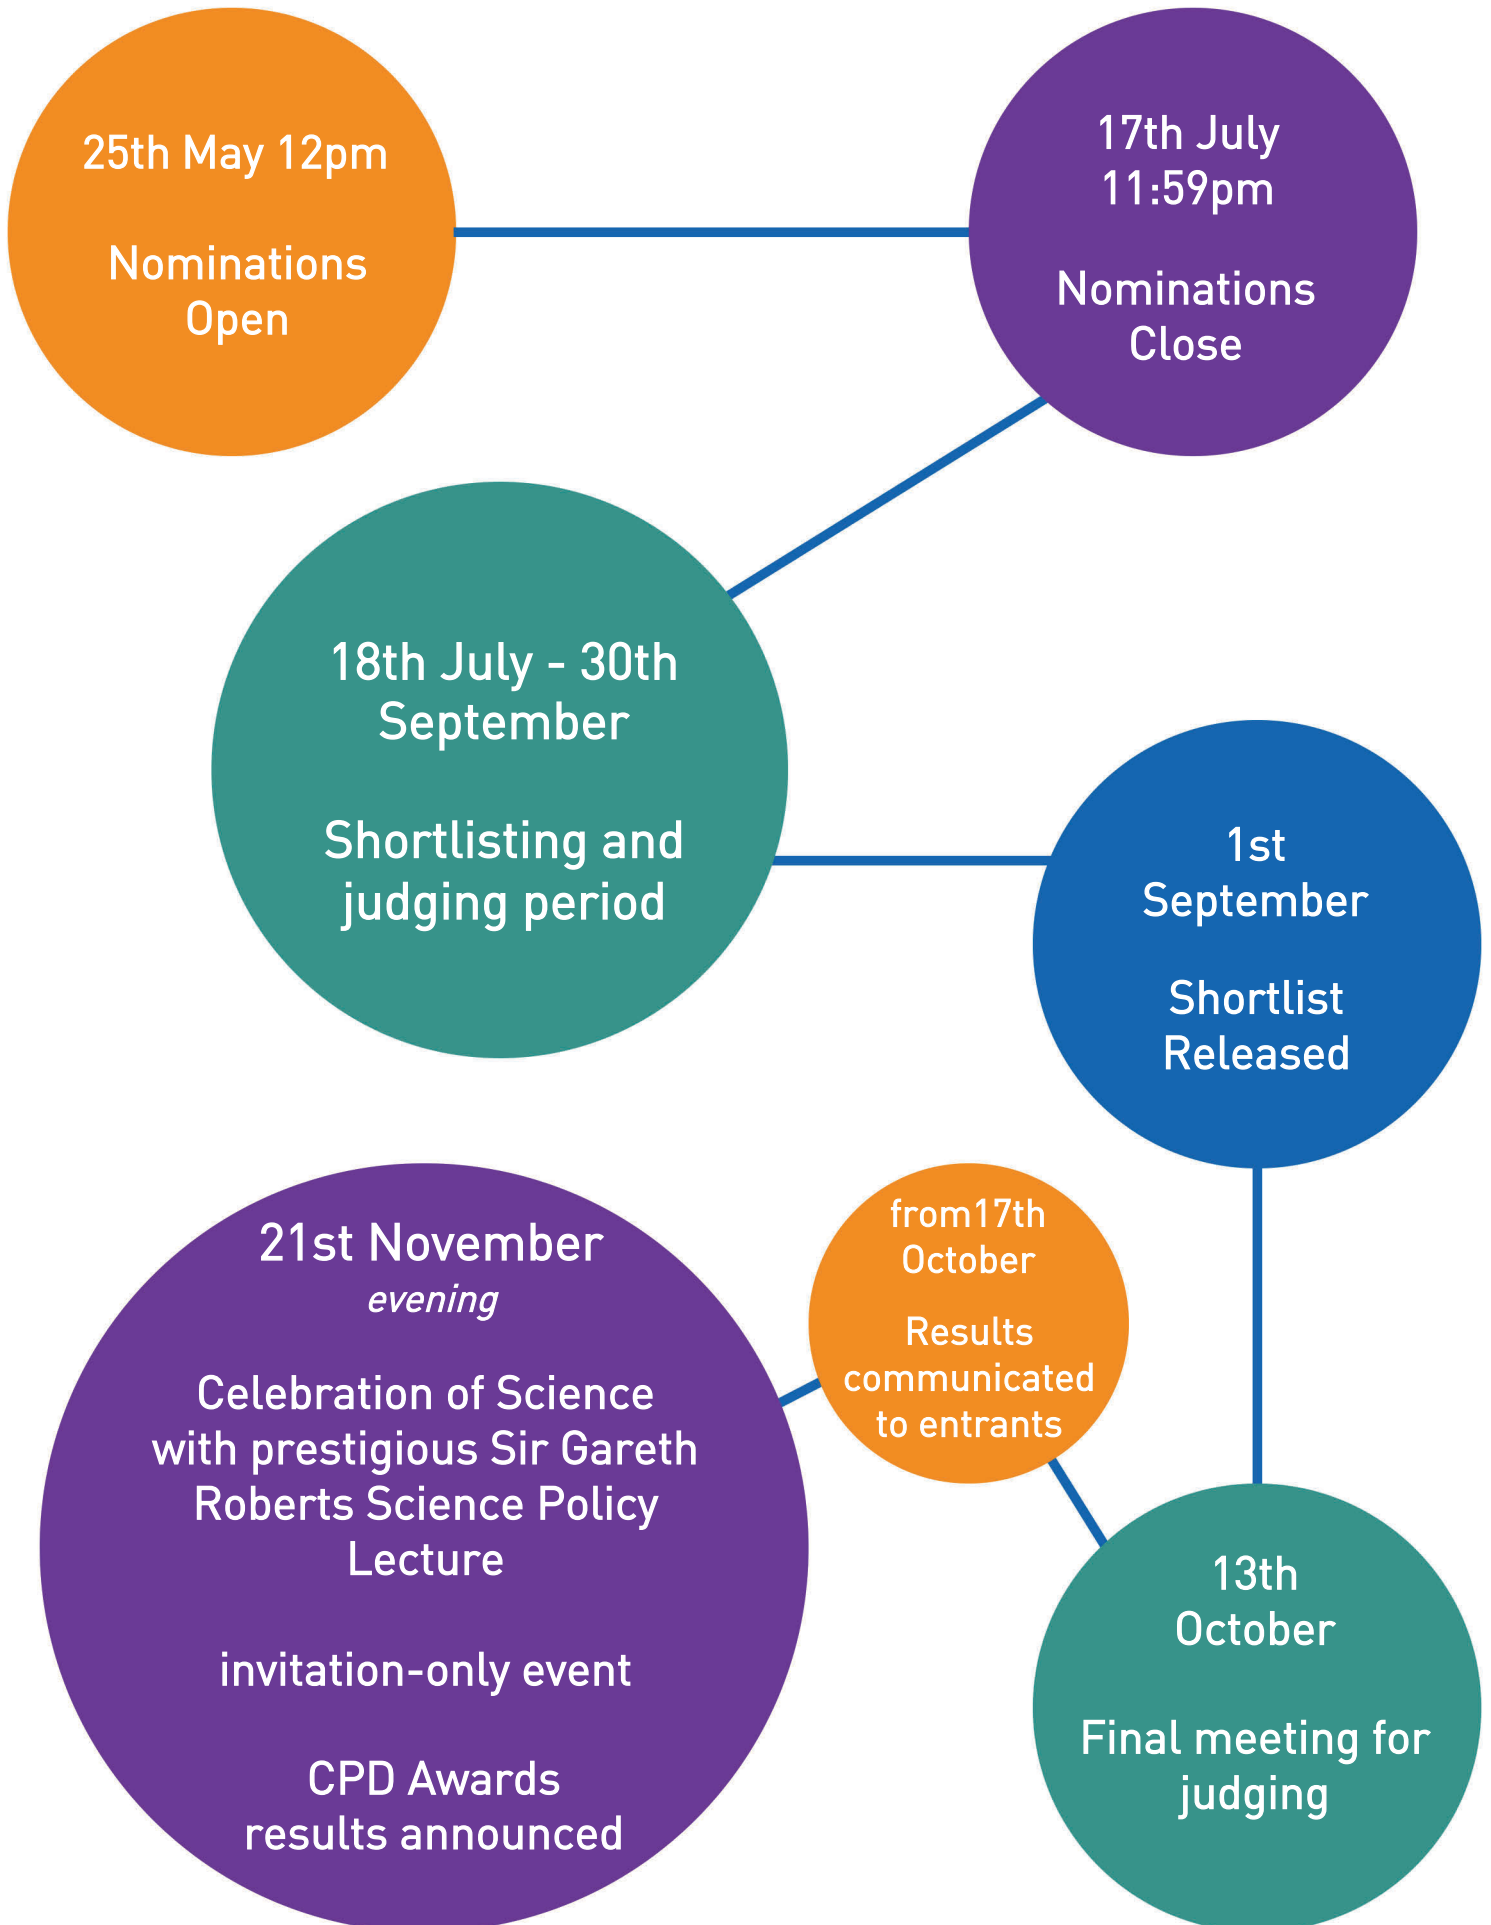 25th May 12pm
Nominations
Open
17th July
11:59pm
Nominations
Close
18th July - 30th
September
Shortlisting and
judging period
1st
September
Shortlist
Released
13th
October
Final meeting for
judging
from17th
October
Results
communicated
to entrants
21st November
evening
Celebration of Science
with prestigious Sir Gareth
Roberts Science Policy
Lecture
invitation-only event
CPD Awards
results announced